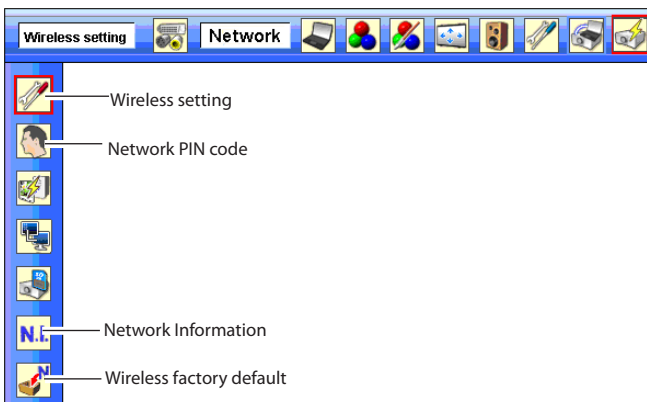 Wireless setting
Network
Wireless setting
Network PIN code
N.I.
Network Information
N
Wireless factory default